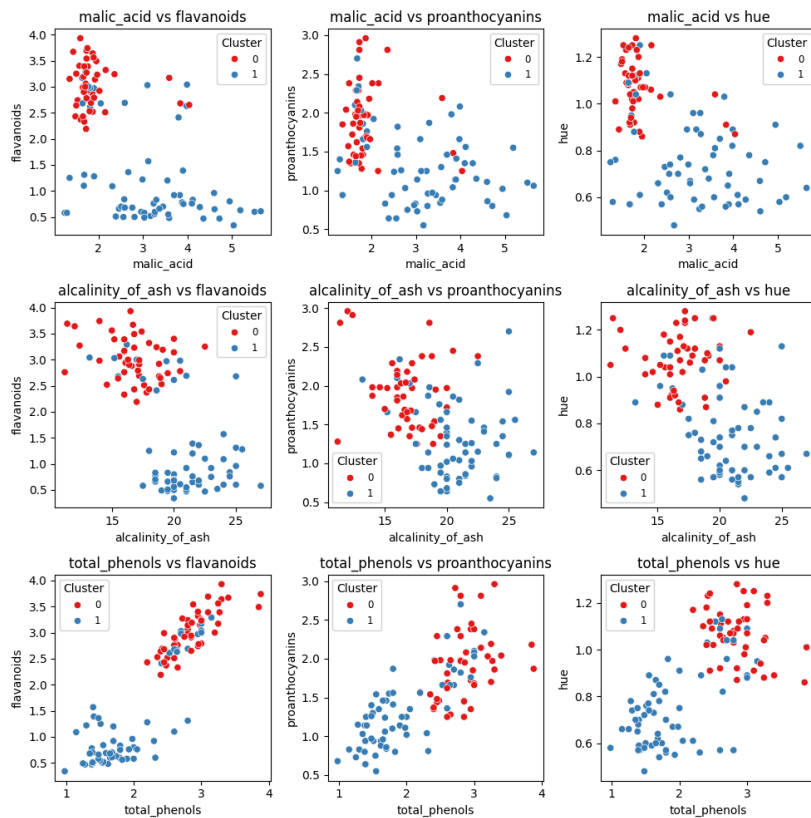 malic_acid vs flavanoids
4.0
3.5
3.0
2.5
2.0
1.5
1.0
0.5
flavanoids
Cluster
0
1
2 3 4 5
malic_acid
malic_acid vs proanthocyanins
3.0
2.5
2.0
1.5
1.0
0.5
proanthocyanins
Cluster
0
1
2 3 4 5
malic_acid
malic_acid vs hue
1.2
1.0
0.8
0.6
hue
Cluster
0
1
2 3 4 5
malic_acid
alcalinity_of_ash vs flavanoids
4.0
3.5
3.0
2.5
2.0
1.5
1.0
0.5
flavanoids
Cluster
0
1
15 20 25
alcalinity_of_ash
alcalinity_of_ash vs proanthocyanins
3.0
2.5
2.0
1.5
1.0
0.5
proanthocyanins
Cluster
0
1
15 20 25
alcalinity_of_ash
alcalinity_of_ash vs hue
1.2
1.0
0.8
0.6
hue
Cluster
0
1
15 20 25
alcalinity_of_ash
total_phenols vs flavanoids
4.0
3.5
3.0
2.5
2.0
1.5
1.0
0.5
flavanoids
Cluster
0
1
1 2 3 4
total_phenols
total_phenols vs proanthocyanins
3.0
2.5
2.0
1.5
1.0
0.5
proanthocyanins
Cluster
0
1
1 2 3 4
total_phenols
total_phenols vs hue
1.2
1.0
0.8
0.6
hue
Cluster
0
1
1 2 3
total_phenols